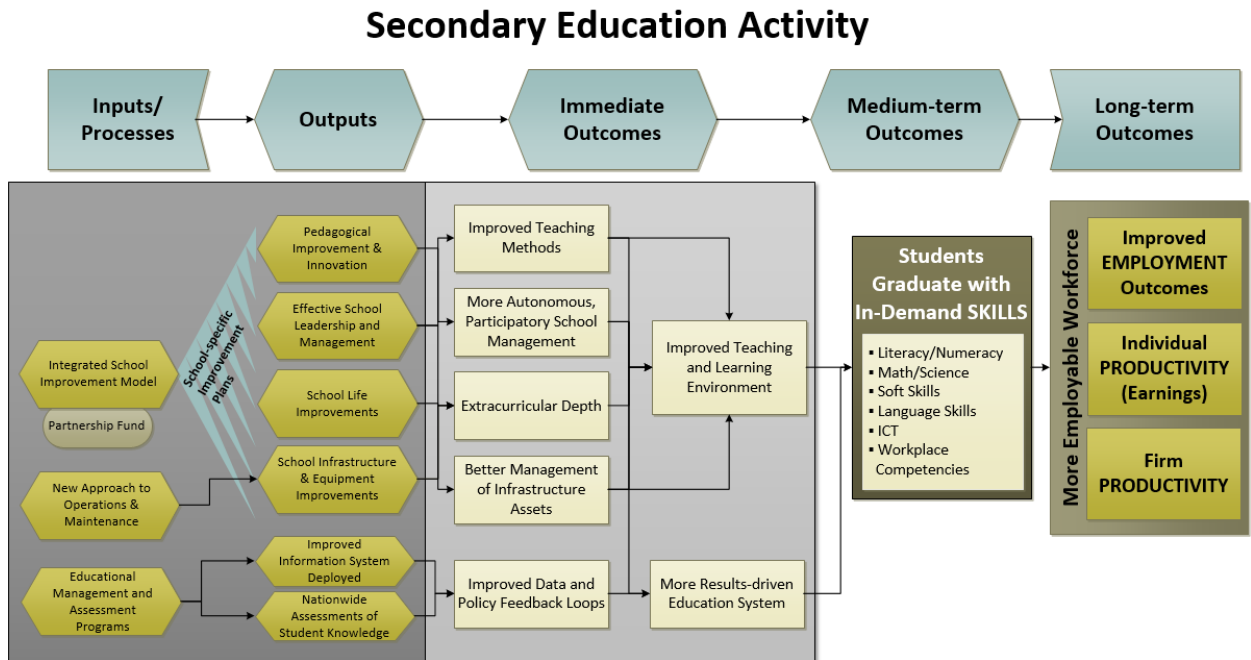 Secondary Education Activity
Inputs/
Processes
Outputs
Immediate
Outcomes
Medium-term
Outcomes
Long-term
Outcomes
Integrated School
Improvement Model
Partnership Fund
New Approach to
Operations &
Maintenance
Educational
Management and
Assessment
Programs
School-specific
Improvement
Plans
Pedagogical
Improvement &
Innovation
Effective School
Leadership and
Management
School Life
Improvements
School Infrastructure
& Equipment
Improvements
Improved
Information System
Deployed
Nationwide
Assessments of
Student Knowledge
Improved Teaching
Methods
More Autonomous,
Participatory School
Management
Extracurricular Depth
Better Management
of Infrastructure
Assets
Improved Data and
Policy Feedback Loops
Improved Teaching
and Learning
Environment
More Results-driven
Education System
Students
Graduate with
In-Demand SKILLS
▪ Literacy/Numeracy
▪ Math/Science
▪ Soft Skills
▪ Language Skills
▪ ICT
▪ Workplace
Competencies
More Employable Workforce
Improved
EMPLOYMENT
Outcomes
Individual
PRODUCTIVITY
(Earnings)
Firm
PRODUCTIVITY